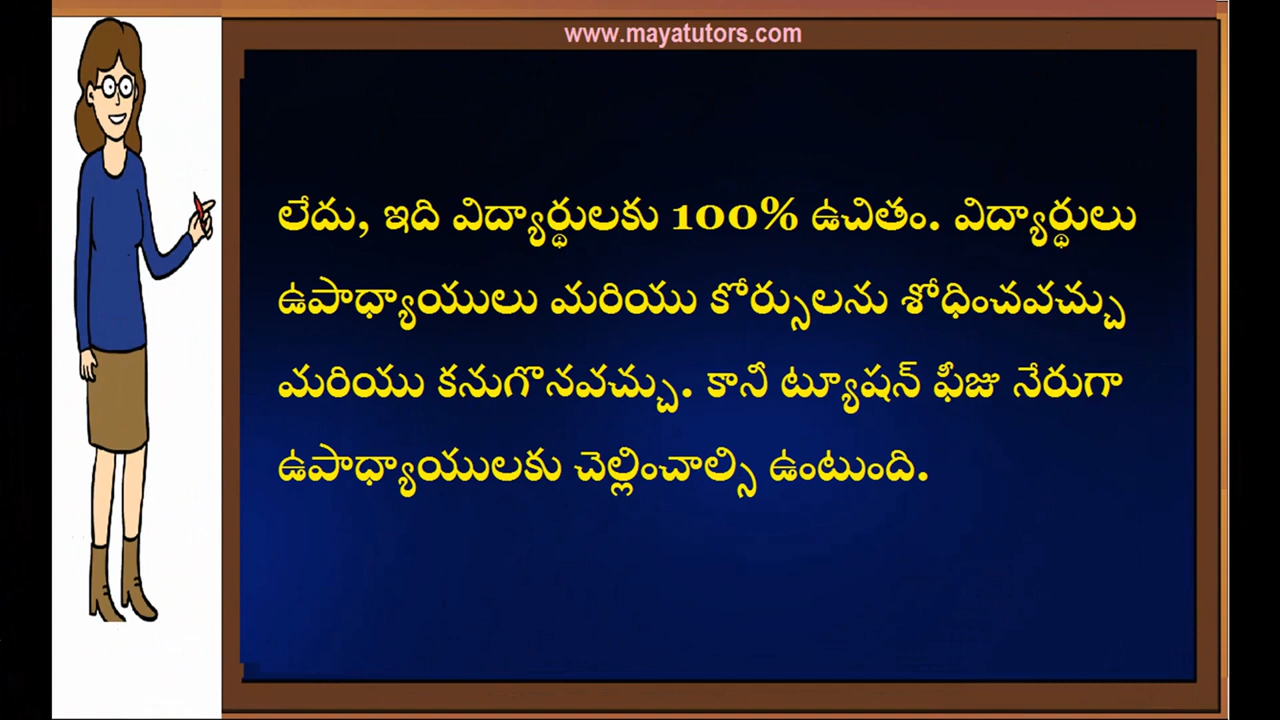 www.mayatutors.com
లేదు, ఇది విద్యార్థులకు 100% ఉచితం. విద్యార్థులు
ఉపాధ్యాయులు మరియు కోర్సులను శోధించవచ్చు
మరియు కనుగొనవచ్చు. కానీ ట్యూషన్ ఫీజు నేరుగా
ఉపాధ్యాయులకు చెల్లించాల్సి ఉంటుంది.